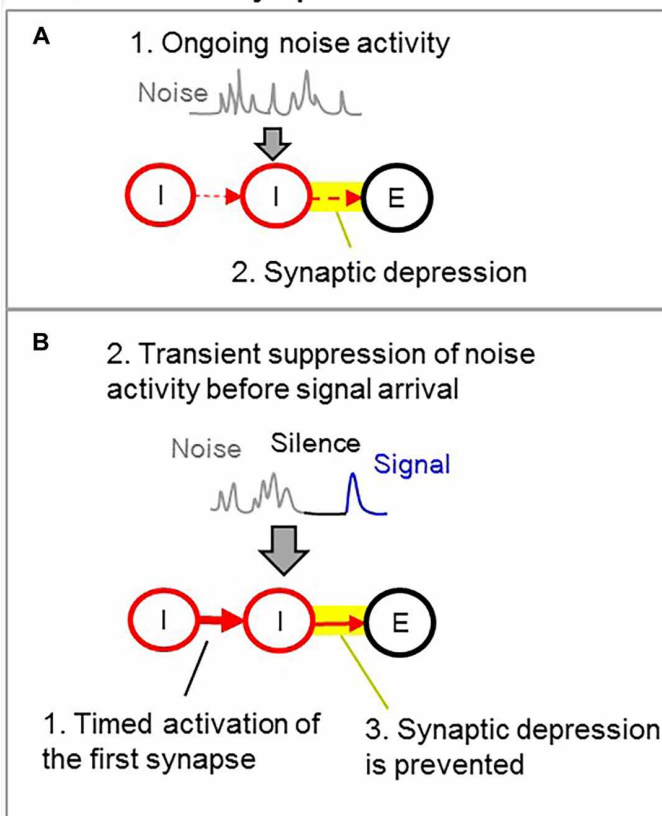 A
1. Ongoing noise activity
Noise
I
I
E
2. Synaptic depression
B
2. Transient suppression of noise
activity before signal arrival
Noise
Silence
Signal
I
I
E
1. Timed activation of
the first synapse
3. Synaptic depression
is prevented